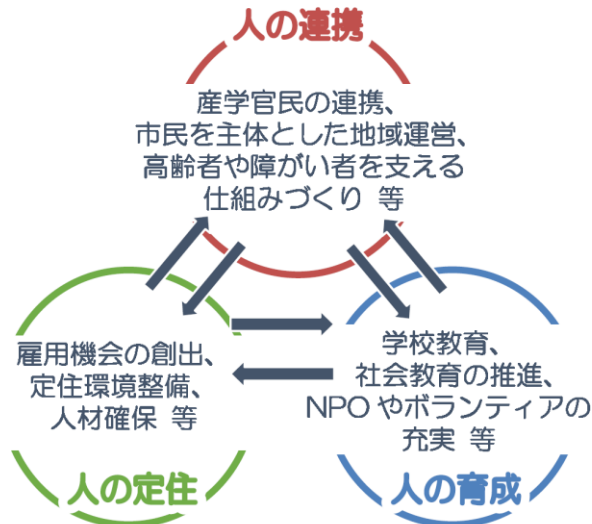 人の連携
産学官民の連携、
市民を主体とした地域運営、
高齢者や障がい者を支える
仕組みづくり 等
雇用機会の創出、
定住環境整備、
人材確保 等
人の定住
学校教育、
社会教育の推進、
NPO やボランティアの
充実 等
人の育成